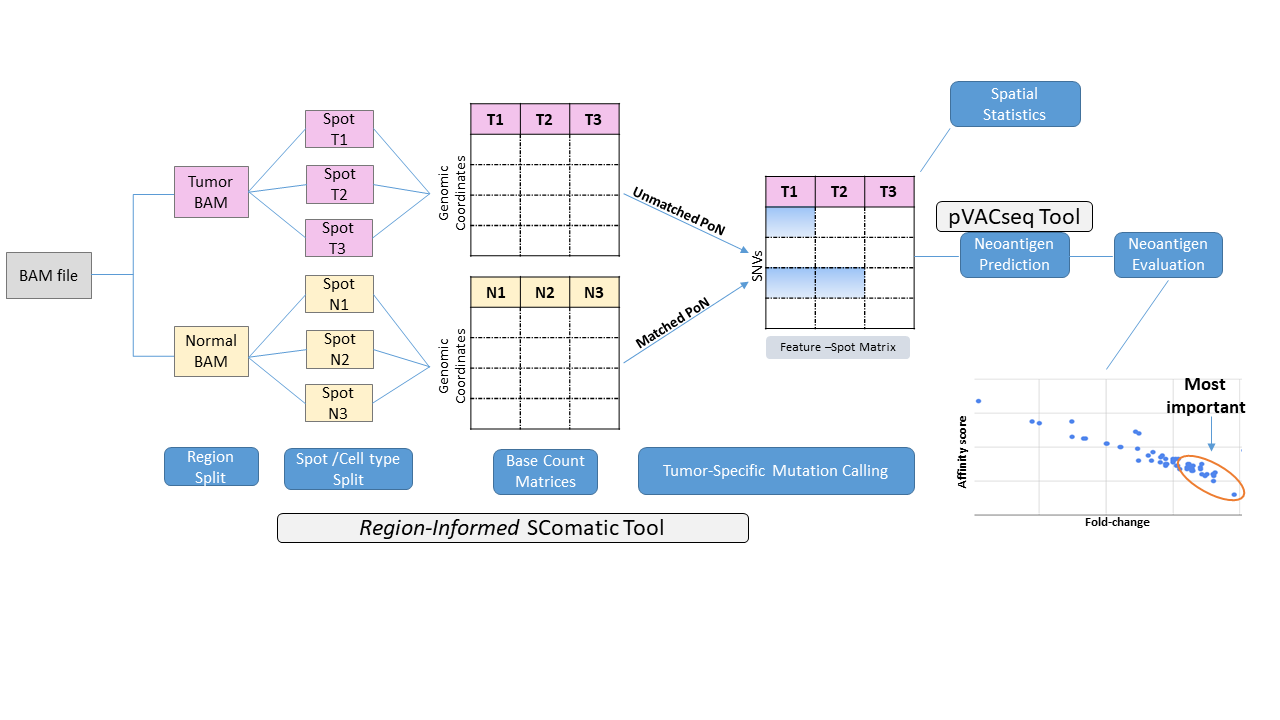 BAM file
Tumor
BAM
Normal
BAM
Spot
T1
Spot
T2
Spot
T3
Spot
N1
Spot
N2
Spot
N3
Genomic
Coordinates
T1 T2 T3
Genomic
Coordinates
N1 N2 N3
Unmatched PoN
Matched PoN
SNVs
T1 T2 T3
Feature –Spot Matrix
Spatial
Statistics
pVACseq Tool
Neoantigen
Prediction
Neoantigen
Evaluation
Most
important
Affinity score
Fold-change
Region
Split
Spot /Cell type
Split
Base Count
Matrices
Tumor-Specific Mutation Calling
Region-Informed SComatic Tool